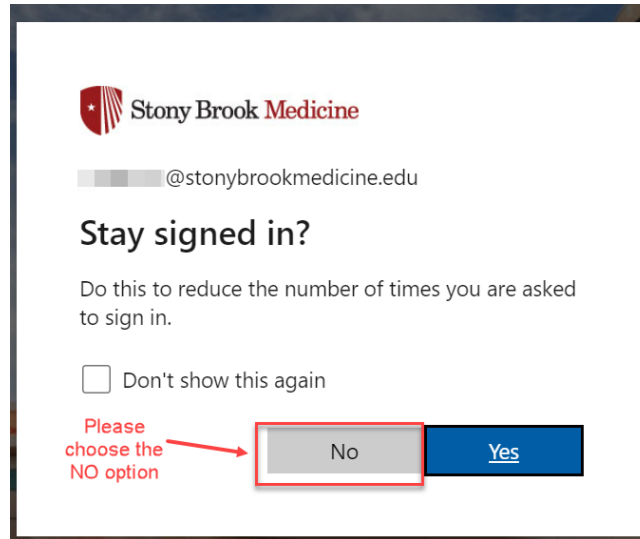 Stony Brook Medicine
@stonybrookmedicine.edu
Stay signed in?
Do this to reduce the number of times you are asked
to sign in.
Don't show this again
Please
choose the
NO option
No
Yes